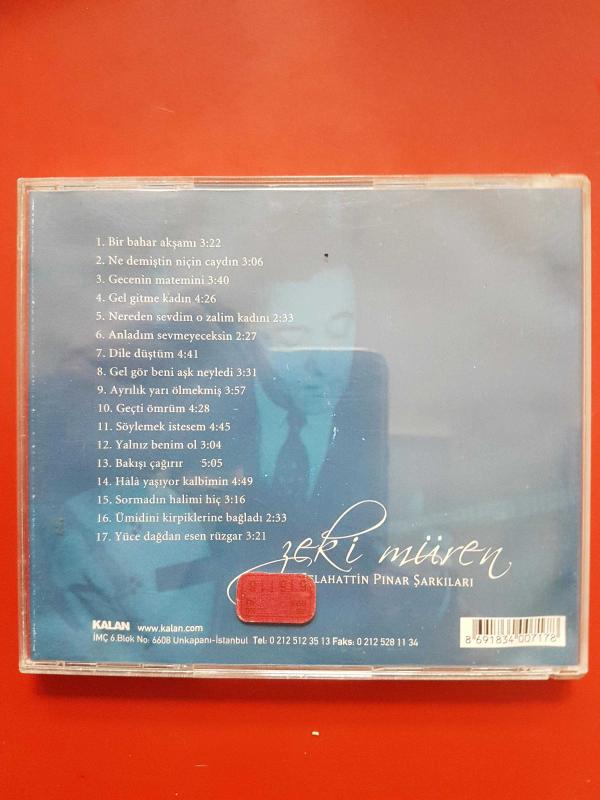 1. Bir bahar akşamı 3:22
2. Ne demiştin niçin caydın 3:06
3. Gecenin matemini 3:40
4. Gel gitme kadın 4:26
5. Nereden sevdim o zalim kadını 2:33
6. Anladım sevmeyeceksin 2:27
7. Dile düştüm 4:41
8. Gel gör beni aşk neyledi 3:31
9. Ayrılık yarı ölmekmiş 3:57
10. Geçti ömrüm 4:28
11. Söylemek istesem 4:45
12. Yalnız benim ol 3:04
13. Bakışı çağırır 5:05
14. Hâlâ yaşıyor kalbimin 4:49
15. Sormadın halimi hiç 3:16
16. Ümidini kirpiklerine bağladı 2:33
17. Yüce dağdan esen rüzgar 3:21
zeki müren
SELAHATTİN PINAR ŞARKILARI
KALAN www.kalan.com
İMÇ 6.Blok No: 6608 Unkapanı-İstanbul Tel: 0 212 512 35 13 Faks: 0 212 528 11 34
8 691834 007178